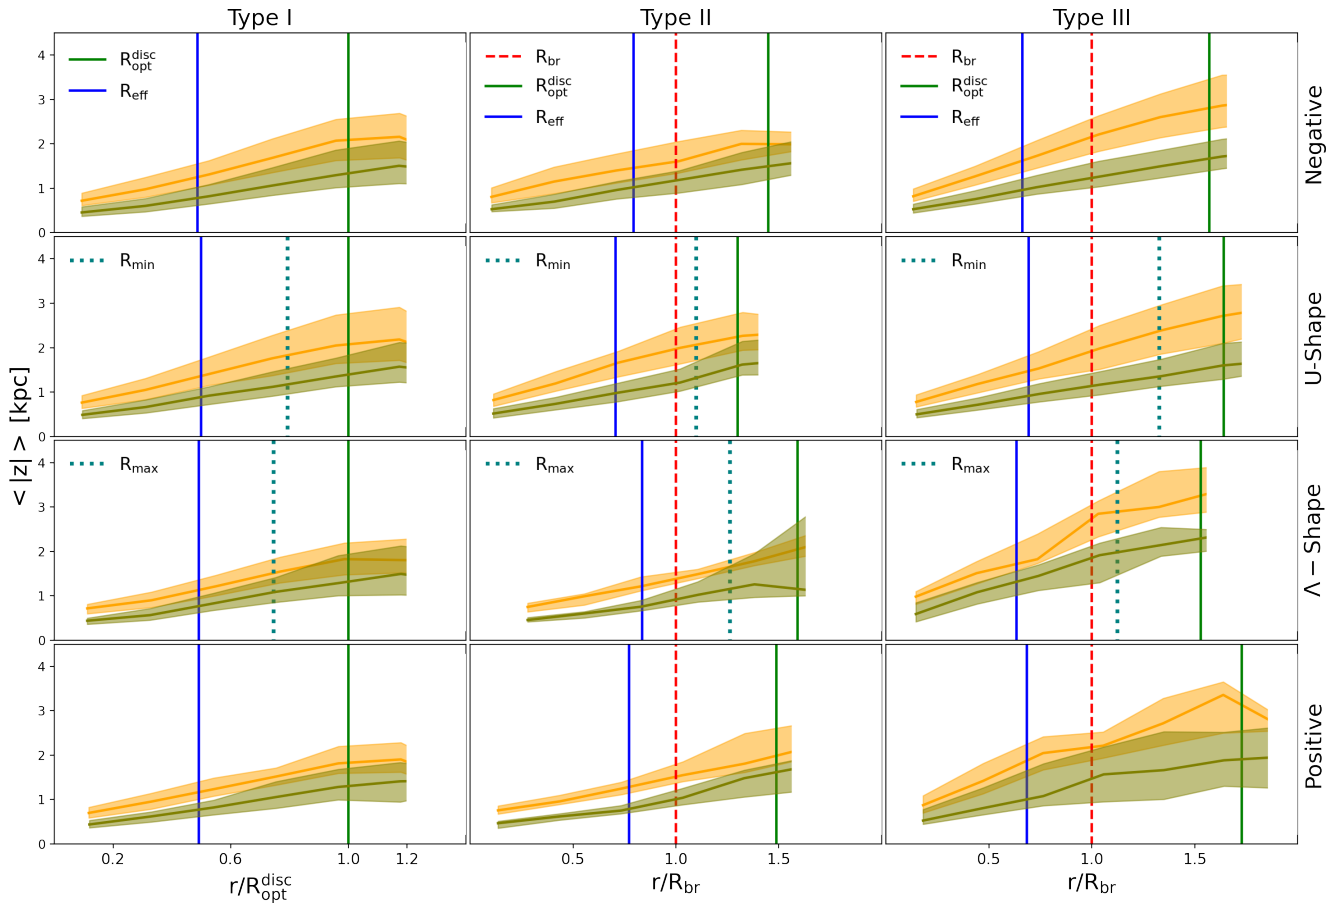 Type I
Type II
Type III
R_opt^disc
R_eff
R_br
R_opt^disc
R_eff
R_br
R_opt^disc
R_eff
4
3
2
1
0
Negative
R_min
R_min
R_min
4
3
2
1
0
U-Shape
< |z| > [kpc]
R_max
R_max
R_max
4
3
2
1
0
Λ − Shape
4
3
2
1
0
Positive
0.2 0.6 1.0 1.2
0.5 1.0 1.5
0.5 1.0 1.5
r/R_opt^disc
r/R_br
r/R_br